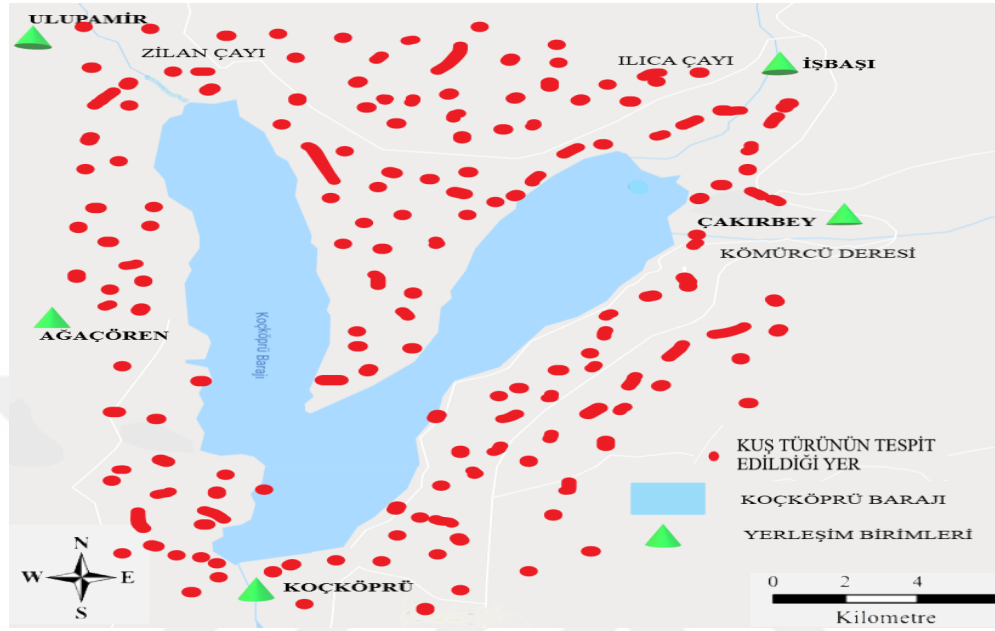 ULUPAMİR
ZİLAN ÇAYI
ILICA ÇAYI
İŞBAŞI
ÇAKIRBEY
KÖMÜRCÜ DERESİ
AĞAÇÖREN
Koçköprü Barajı
KUŞ TÜRÜNÜN TESPİT
EDİLDİĞİ YER
KOÇKÖPRÜ BARAJI
YERLEŞİM BİRİMLERİ
N
W E
S
KOÇKÖPRÜ
0 2 4
Kilometre